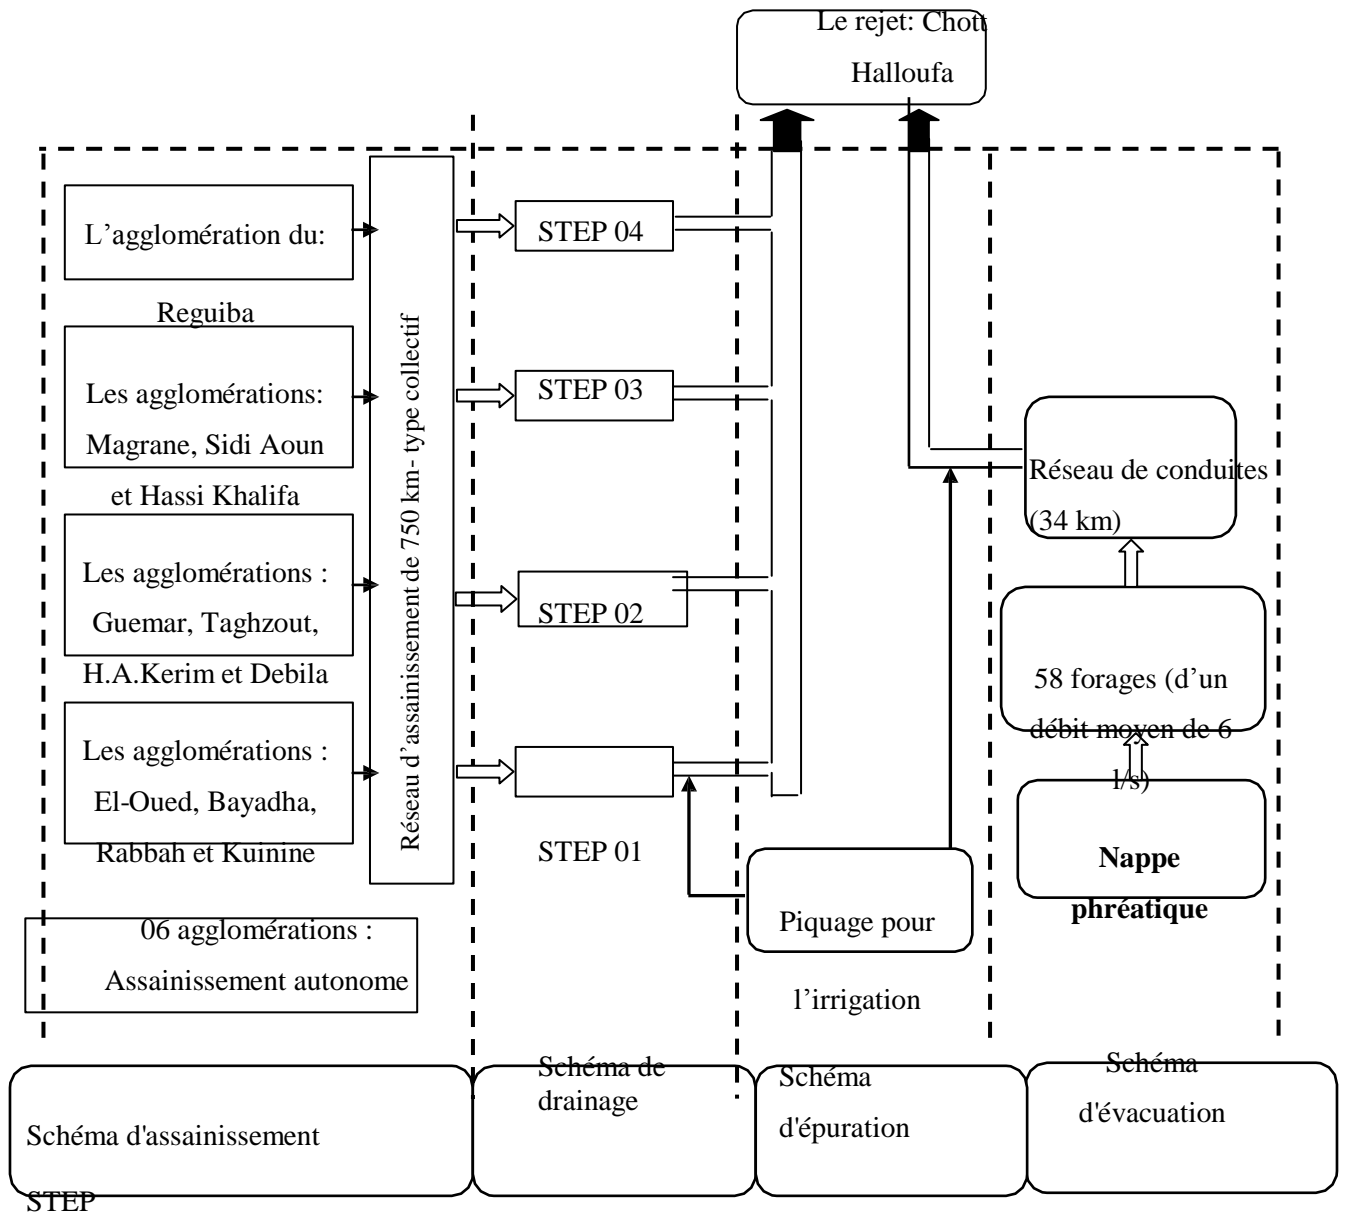 Le rejet: Chott
Halloufa
L'agglomération du:
Reguiba
Les agglomérations:
Magrane, Sidi Aoun
et Hassi Khalifa
Les agglomérations :
Guemar, Taghzout,
H.A.Kerim et Debila
Les agglomérations :
El-Oued, Bayadha,
Rabbah et Kuinine
06 agglomérations :
Assainissement autonome
Réseau d'assainissement de 750 km- type collectif
STEP 04
STEP 03
STEP 02
STEP 01
Piquage pour
l'irrigation
Réseau de conduites
(34 km)
58 forages (d'un
débit moyen de 6
l/s)
Nappe
phréatique
Schéma d'assainissement
STEP
Schéma de
drainage
Schéma
d'épuration
Schéma
d'évacuation